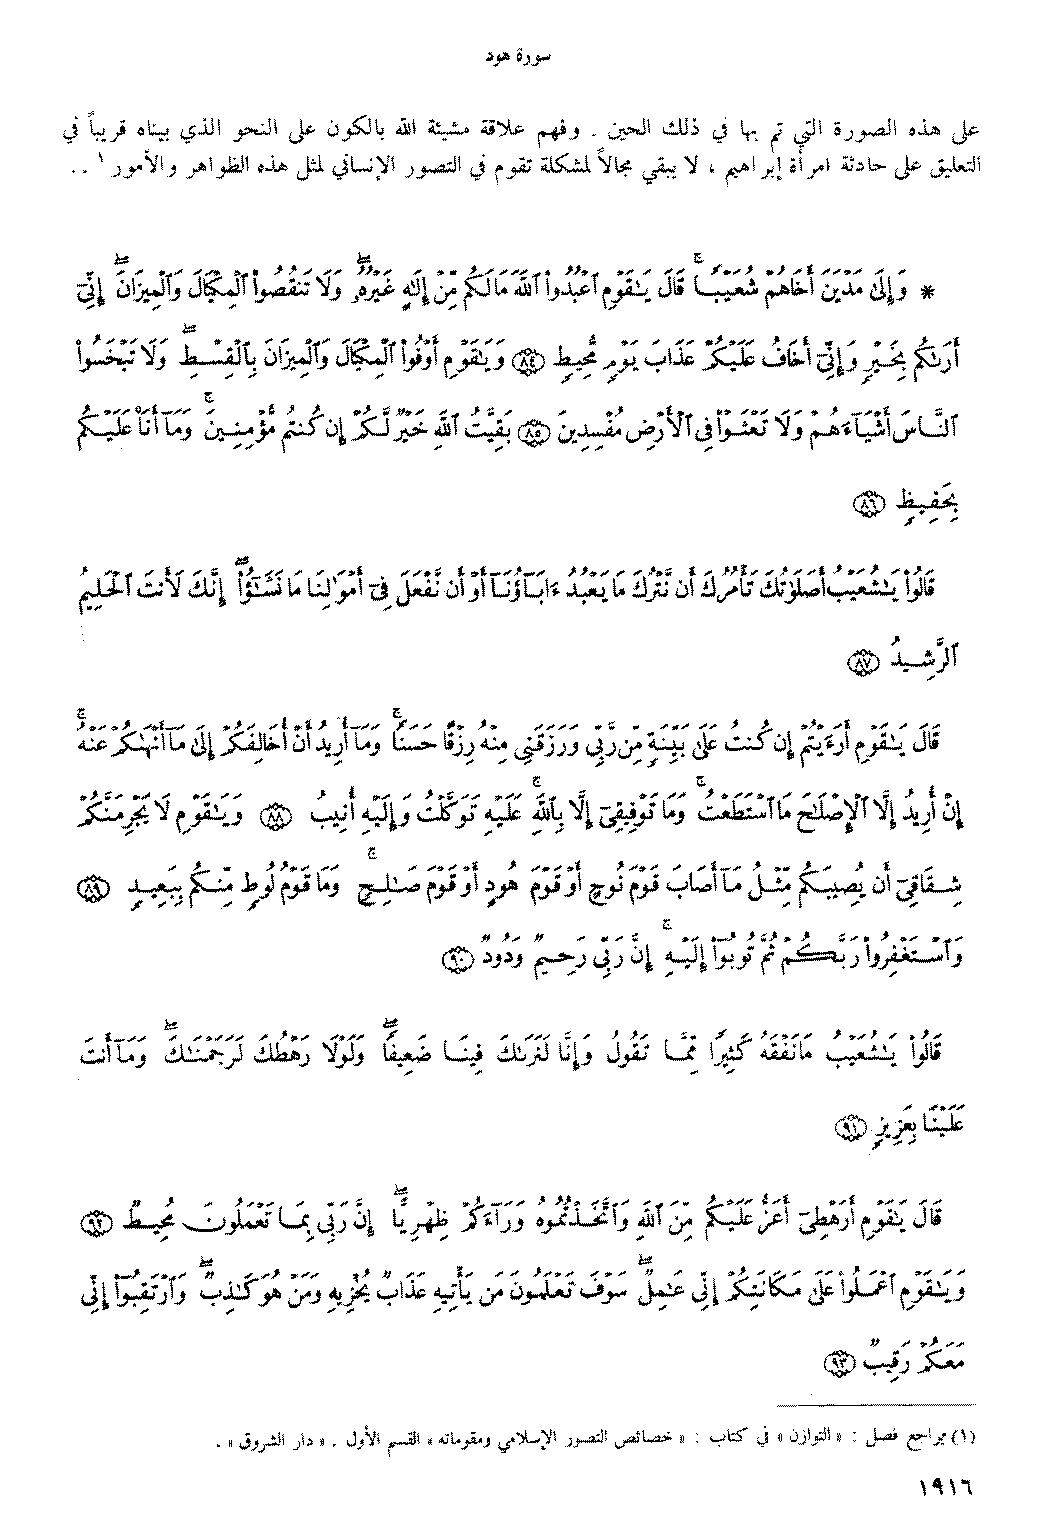 سورة هود
على هذه الصورة التي تم بها في ذلك الحين . وفهم علاقة مشيئة الله بالكون على النحو الذي بيناه قريباً في
التعليق على حادثة امرأة إبراهيم ، لا يبقي مجالاً لمشكلة تقوم في التصور الإنساني لمثل هذه الظواهر والأمور ١ . .
* وَإِلَىٰ مَدْيَنَ أَخَاهُمْ شُعَيْبًا ۚ قَالَ يَـٰقَوْمِ ٱعْبُدُوا۟ ٱللَّهَ مَا لَكُم مِّنْ إِلَـٰهٍ غَيْرُهُۥ ۖ وَلَا تَنقُصُوا۟ ٱلْمِكْيَالَ وَٱلْمِيزَانَ ۖ إِنِّىٓ
أَرَىٰكُم بِخَيْرٍ وَإِنِّىٓ أَخَافُ عَلَيْكُمْ عَذَابَ يَوْمٍ مُّحِيطٍ ﴿٨٤﴾ وَيَـٰقَوْمِ أَوْفُوا۟ ٱلْمِكْيَالَ وَٱلْمِيزَانَ بِٱلْقِسْطِ ۖ وَلَا تَبْخَسُوا۟
ٱلنَّاسَ أَشْيَآءَهُمْ وَلَا تَعْثَوْا۟ فِى ٱلْأَرْضِ مُفْسِدِينَ ﴿٨٥﴾ بَقِيَّتُ ٱللَّهِ خَيْرٌ لَّكُمْ إِن كُنتُم مُّؤْمِنِينَ ۚ وَمَآ أَنَا۠ عَلَيْكُم
بِحَفِيظٍ ﴿٨٦﴾
قَالُوا۟ يَـٰشُعَيْبُ أَصَلَوٰتُكَ تَأْمُرُكَ أَن نَّتْرُكَ مَا يَعْبُدُ ءَابَآؤُنَآ أَوْ أَن نَّفْعَلَ فِىٓ أَمْوَٰلِنَا مَا نَشَـٰٓؤُا۟ ۖ إِنَّكَ لَأَنتَ ٱلْحَلِيمُ
ٱلرَّشِيدُ ﴿٨٧﴾
قَالَ يَـٰقَوْمِ أَرَءَيْتُمْ إِن كُنتُ عَلَىٰ بَيِّنَةٍ مِّن رَّبِّى وَرَزَقَنِى مِنْهُ رِزْقًا حَسَنًا ۚ وَمَآ أُرِيدُ أَنْ أُخَالِفَكُمْ إِلَىٰ مَآ أَنْهَىٰكُمْ عَنْهُ ۚ
إِنْ أُرِيدُ إِلَّا ٱلْإِصْلَـٰحَ مَا ٱسْتَطَعْتُ ۚ وَمَا تَوْفِيقِىٓ إِلَّا بِٱللَّهِ ۚ عَلَيْهِ تَوَكَّلْتُ وَإِلَيْهِ أُنِيبُ ﴿٨٨﴾ وَيَـٰقَوْمِ لَا يَجْرِمَنَّكُمْ
شِقَاقِىٓ أَن يُصِيبَكُم مِّثْلُ مَآ أَصَابَ قَوْمَ نُوحٍ أَوْ قَوْمَ هُودٍ أَوْ قَوْمَ صَـٰلِحٍ ۚ وَمَا قَوْمُ لُوطٍ مِّنكُم بِبَعِيدٍ ﴿٨٩﴾
وَٱسْتَغْفِرُوا۟ رَبَّكُمْ ثُمَّ تُوبُوٓا۟ إِلَيْهِ ۚ إِنَّ رَبِّى رَحِيمٌ وَدُودٌ ﴿٩٠﴾
قَالُوا۟ يَـٰشُعَيْبُ مَا نَفْقَهُ كَثِيرًا مِّمَّا تَقُولُ وَإِنَّا لَنَرَىٰكَ فِينَا ضَعِيفًا ۖ وَلَوْلَا رَهْطُكَ لَرَجَمْنَـٰكَ ۖ وَمَآ أَنتَ
عَلَيْنَا بِعَزِيزٍ ﴿٩١﴾
قَالَ يَـٰقَوْمِ أَرَهْطِىٓ أَعَزُّ عَلَيْكُم مِّنَ ٱللَّهِ وَٱتَّخَذْتُمُوهُ وَرَآءَكُمْ ظِهْرِيًّا ۖ إِنَّ رَبِّى بِمَا تَعْمَلُونَ مُحِيطٌ ﴿٩٢﴾
وَيَـٰقَوْمِ ٱعْمَلُوا۟ عَلَىٰ مَكَانَتِكُمْ إِنِّى عَـٰمِلٌ ۖ سَوْفَ تَعْلَمُونَ مَن يَأْتِيهِ عَذَابٌ يُخْزِيهِ وَمَنْ هُوَ كَـٰذِبٌ ۖ وَٱرْتَقِبُوٓا۟ إِنِّى
مَعَكُمْ رَقِيبٌ ﴿٩٣﴾
(١) يراجع فصل : « التوازن » في كتاب : « خصائص التصور الإسلامي ومقوماته » القسم الأول . « دار الشروق » .
١٩١٦